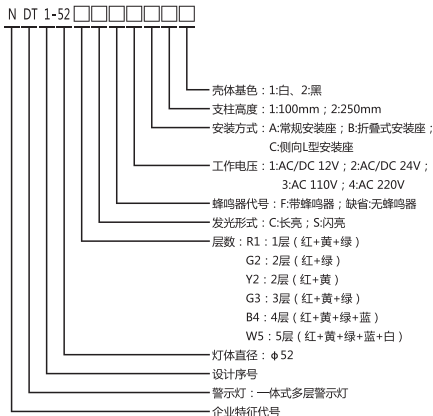 N DT 1-52□□□□□□□
壳体基色：1:白、2:黑
支柱高度：1:100mm；2:250mm
安装方式：A:常规安装座；B:折叠式安装座；
C:侧向L型安装座
工作电压：1:AC/DC 12V；2:AC/DC 24V；
3:AC 110V；4:AC 220V
蜂鸣器代号：F:带蜂鸣器；缺省:无蜂鸣器
发光形式：C:长亮；S:闪亮
层数：R1：1层（红+黄+绿）
G2：2层（红+绿）
Y2：2层（红+黄）
G3：3层（红+黄+绿）
B4：4层（红+黄+绿+蓝）
W5：5层（红+黄+绿+蓝+白）
灯体直径：φ52
设计序号
警示灯：一体式多层警示灯
企业特征代号